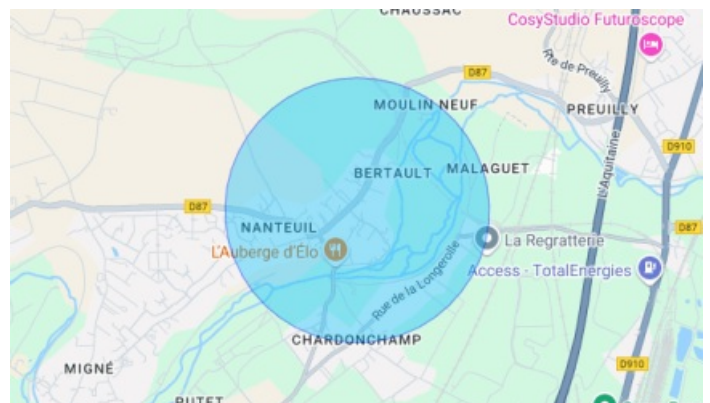 CHAUSSAC
CosyStudio Futuroscope
D87
Rte de Preuilly
MOULIN NEUF
PREUILLY
L'Aquitaine
D910
BERTAULT
MALAGUET
D87
NANTEUIL
D87
L'Auberge d'Élo
La Regratterie
Rue de la Longerolle
Access - TotalEnergies
CHARDONCHAMP
D910
MIGNÉ
RUTET